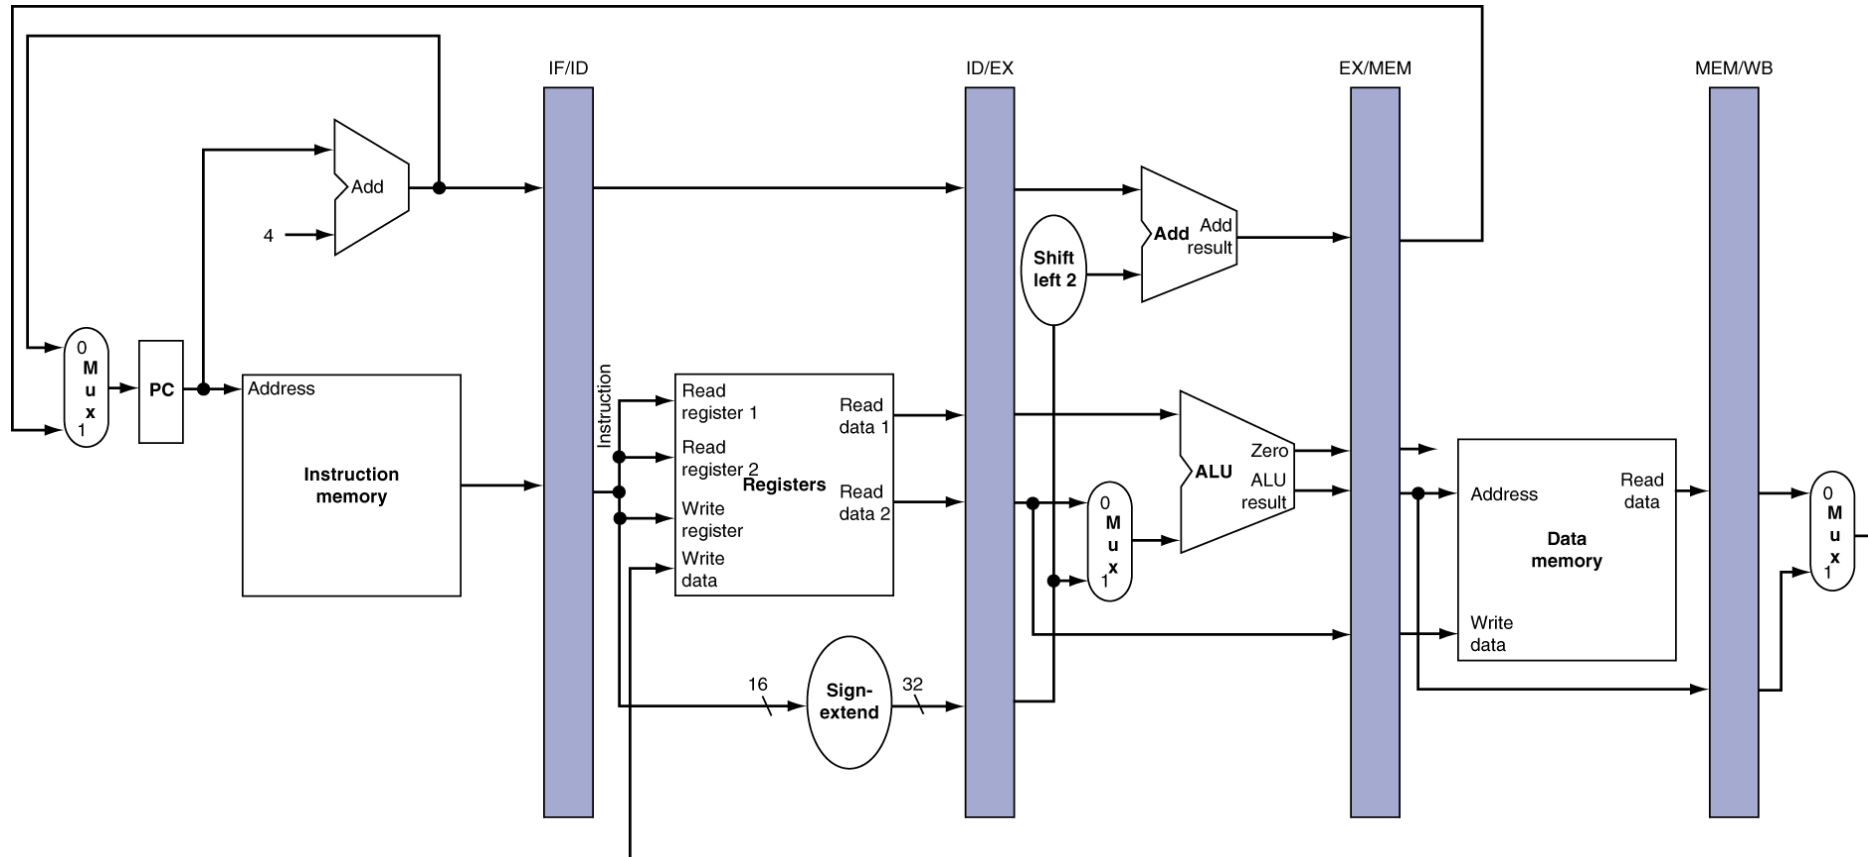 IF/ID
ID/EX
EX/MEM
MEM/WB
Add
4
Shift
left 2
Add
Add
result
0
M
u
x
1
PC
Address
Instruction
memory
Instruction
Read
register 1
Read
register 2
Write
register
Write
data
Registers
Read
data 1
Read
data 2
16
Sign-
extend
32
0
M
u
x
1
ALU
Zero
ALU
result
Address
Read
data
Data
memory
Write
data
0
M
u
x
1